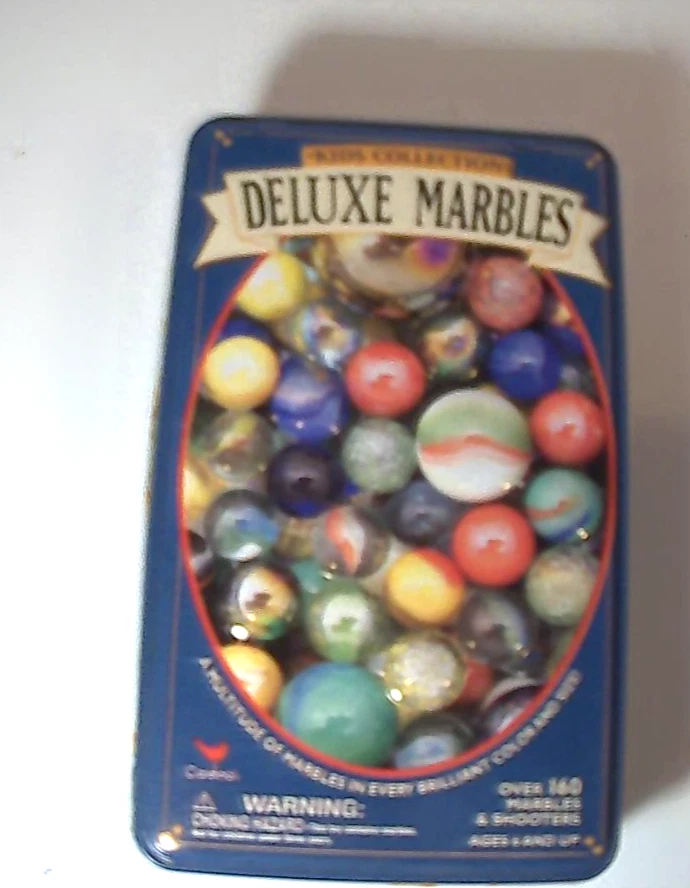 KIDS COLLECTION
DELUXE MARBLES
A MULTITUDE OF MARBLES IN EVERY BRILLIANT COLOR AND SIZE
Cardinal
OVER 160
MARBLES
& SHOOTERS
WARNING:
CHOKING HAZARD
AGES 6 AND UP